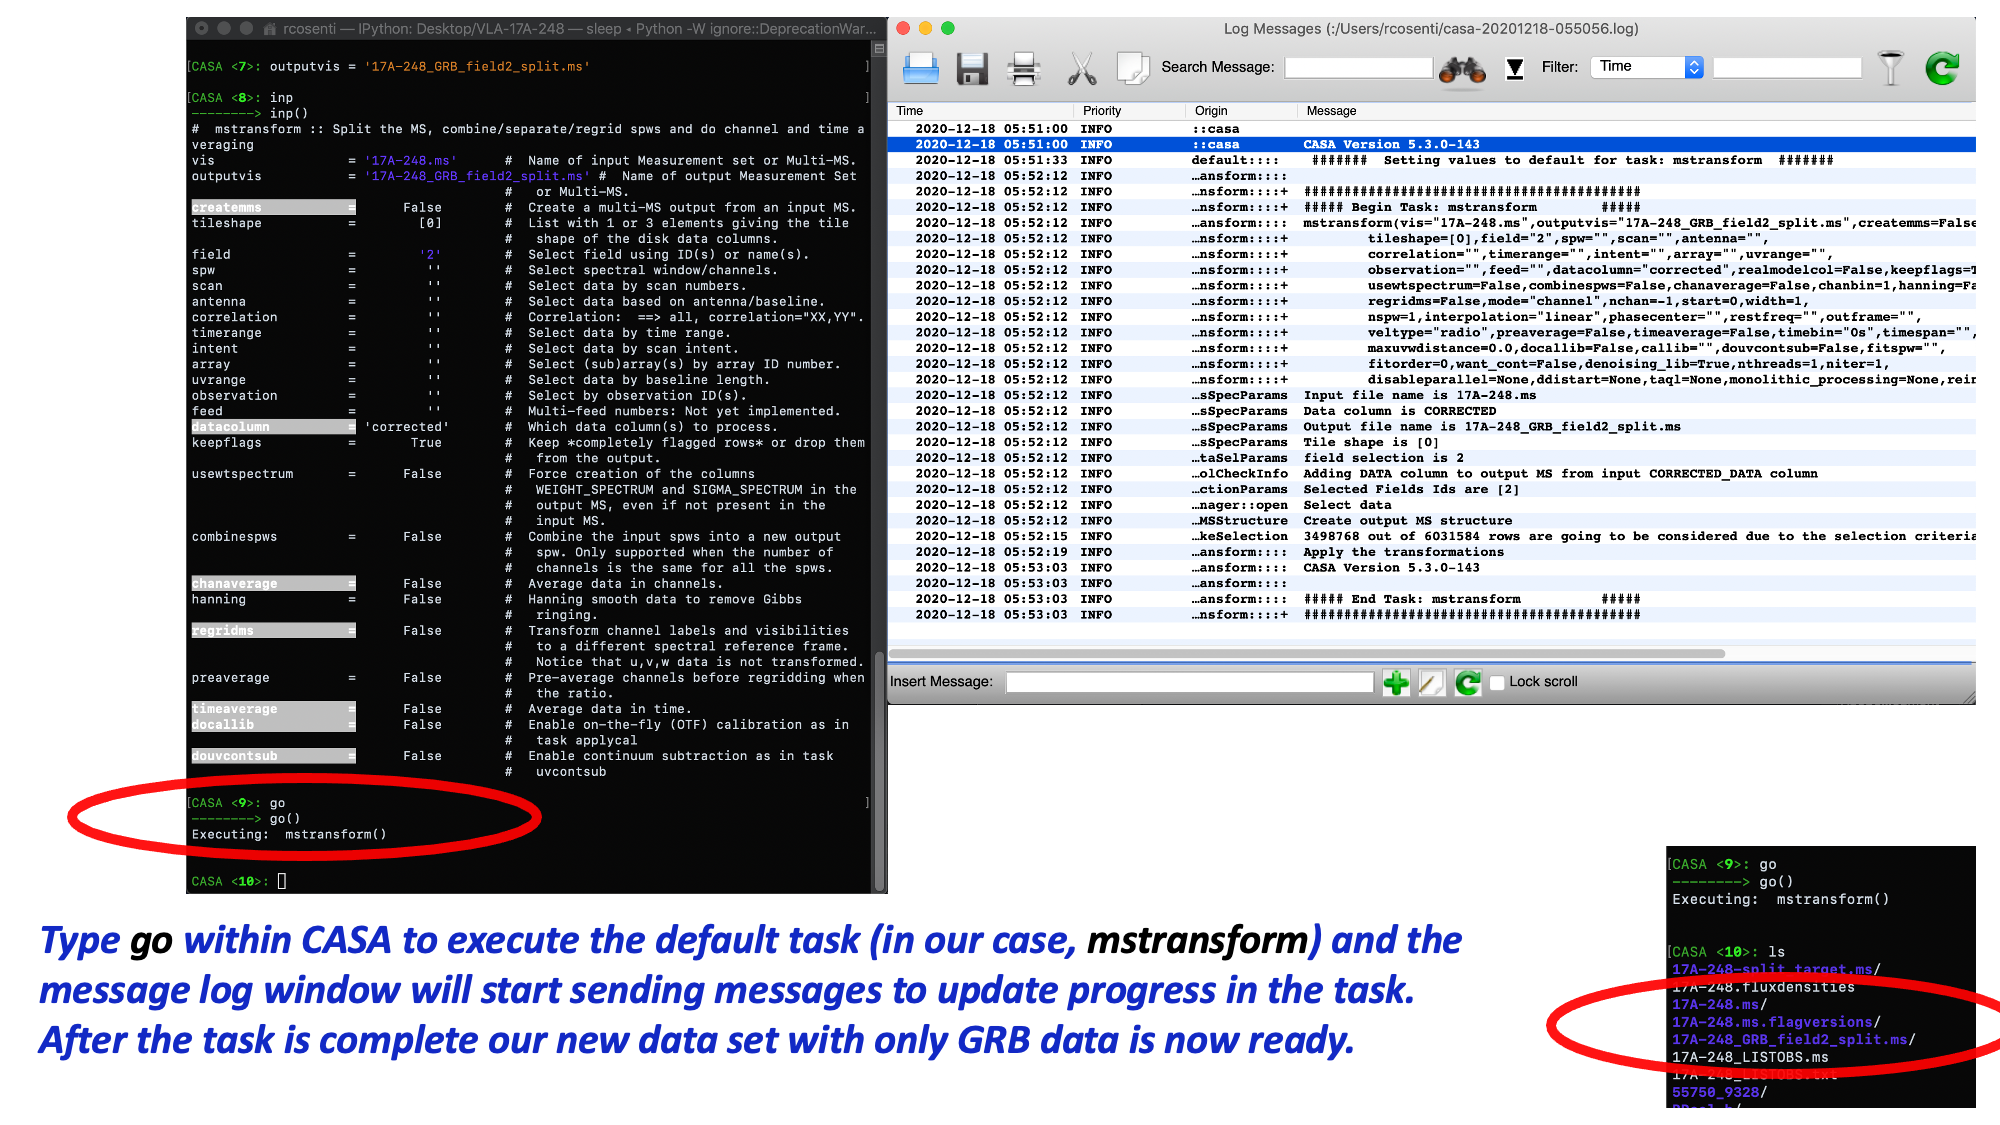 rcosenti — IPython: Desktop/VLA-17A-248 — sleep ◂ Python -W ignore::DeprecationWar...
[CASA <7>: outputvis = '17A-248_GRB_field2_split.ms' ]
[CASA <8>: inp ]
--------> inp()
# mstransform :: Split the MS, combine/separate/regrid spws and do channel and time a
veraging
vis = '17A-248.ms' # Name of input Measurement set or Multi-MS.
outputvis = '17A-248_GRB_field2_split.ms' # Name of output Measurement Set
# or Multi-MS.
createmms = False # Create a multi-MS output from an input MS.
tileshape = [0] # List with 1 or 3 elements giving the tile
# shape of the disk data columns.
field = '2' # Select field using ID(s) or name(s).
spw = '' # Select spectral window/channels.
scan = '' # Select data by scan numbers.
antenna = '' # Select data based on antenna/baseline.
correlation = '' # Correlation: ==> all, correlation="XX,YY".
timerange = '' # Select data by time range.
intent = '' # Select data by scan intent.
array = '' # Select (sub)array(s) by array ID number.
uvrange = '' # Select data by baseline length.
observation = '' # Select by observation ID(s).
feed = '' # Multi-feed numbers: Not yet implemented.
datacolumn = 'corrected' # Which data column(s) to process.
keepflags = True # Keep *completely flagged rows* or drop them
# from the output.
usewtspectrum = False # Force creation of the columns
# WEIGHT_SPECTRUM and SIGMA_SPECTRUM in the
# output MS, even if not present in the
# input MS.
combinespws = False # Combine the input spws into a new output
# spw. Only supported when the number of
# channels is the same for all the spws.
chanaverage = False # Average data in channels.
hanning = False # Hanning smooth data to remove Gibbs
# ringing.
regridms = False # Transform channel labels and visibilities
# to a different spectral reference frame.
# Notice that u,v,w data is not transformed.
preaverage = False # Pre-average channels before regridding when
# the ratio.
timeaverage = False # Average data in time.
docallib = False # Enable on-the-fly (OTF) calibration as in
# task applycal
douvcontsub = False # Enable continuum subtraction as in task
# uvcontsub
[CASA <9>: go ]
--------> go()
Executing: mstransform()
CASA <10>:
Log Messages (:/Users/rcosenti/casa-20201218-055056.log)
Search Message: Filter: Time
Time Priority Origin Message
2020-12-18 05:51:00 INFO ::casa
2020-12-18 05:51:00 INFO ::casa CASA Version 5.3.0-143
2020-12-18 05:51:33 INFO default:::: ####### Setting values to default for task: mstransform #######
2020-12-18 05:52:12 INFO …ansform::::
2020-12-18 05:52:12 INFO …nsform::::+ ##########################################
2020-12-18 05:52:12 INFO …nsform::::+ ##### Begin Task: mstransform #####
2020-12-18 05:52:12 INFO …ansform:::: mstransform(vis="17A-248.ms",outputvis="17A-248_GRB_field2_split.ms",createmms=False
2020-12-18 05:52:12 INFO …nsform::::+ tileshape=[0],field="2",spw="",scan="",antenna="",
2020-12-18 05:52:12 INFO …nsform::::+ correlation="",timerange="",intent="",array="",uvrange="",
2020-12-18 05:52:12 INFO …nsform::::+ observation="",feed="",datacolumn="corrected",realmodelcol=False,keepflags=T
2020-12-18 05:52:12 INFO …nsform::::+ usewtspectrum=False,combinespws=False,chanaverage=False,chanbin=1,hanning=Fa
2020-12-18 05:52:12 INFO …nsform::::+ regridms=False,mode="channel",nchan=-1,start=0,width=1,
2020-12-18 05:52:12 INFO …nsform::::+ nspw=1,interpolation="linear",phasecenter="",restfreq="",outframe="",
2020-12-18 05:52:12 INFO …nsform::::+ veltype="radio",preaverage=False,timeaverage=False,timebin="0s",timespan="",
2020-12-18 05:52:12 INFO …nsform::::+ maxuvwdistance=0.0,docallib=False,callib="",douvcontsub=False,fitspw="",
2020-12-18 05:52:12 INFO …nsform::::+ fitorder=0,want_cont=False,denoising_lib=True,nthreads=1,niter=1,
2020-12-18 05:52:12 INFO …nsform::::+ disableparallel=None,ddistart=None,taql=None,monolithic_processing=None,rein
2020-12-18 05:52:12 INFO …sSpecParams Input file name is 17A-248.ms
2020-12-18 05:52:12 INFO …sSpecParams Data column is CORRECTED
2020-12-18 05:52:12 INFO …sSpecParams Output file name is 17A-248_GRB_field2_split.ms
2020-12-18 05:52:12 INFO …sSpecParams Tile shape is [0]
2020-12-18 05:52:12 INFO …taSelParams field selection is 2
2020-12-18 05:52:12 INFO …olCheckInfo Adding DATA column to output MS from input CORRECTED_DATA column
2020-12-18 05:52:12 INFO …ctionParams Selected Fields Ids are [2]
2020-12-18 05:52:12 INFO …nager::open Select data
2020-12-18 05:52:12 INFO …MSStructure Create output MS structure
2020-12-18 05:52:15 INFO …keSelection 3498768 out of 6031584 rows are going to be considered due to the selection criteria
2020-12-18 05:52:19 INFO …ansform:::: Apply the transformations
2020-12-18 05:53:03 INFO …ansform:::: CASA Version 5.3.0-143
2020-12-18 05:53:03 INFO …ansform::::
2020-12-18 05:53:03 INFO …ansform:::: ##### End Task: mstransform #####
2020-12-18 05:53:03 INFO …nsform::::+ ##########################################
Insert Message: Lock scroll
[CASA <9>: go
--------> go()
Executing: mstransform()
[CASA <10>: ls
17A-248-split_target.ms/
17A-248.fluxdensities
17A-248.ms/
17A-248.ms.flagversions/
17A-248_GRB_field2_split.ms/
17A-248_LISTOBS.ms
17A-248_LISTOBS.txt
55750_9328/
Type go within CASA to execute the default task (in our case, mstransform) and the
message log window will start sending messages to update progress in the task.
After the task is complete our new data set with only GRB data is now ready.